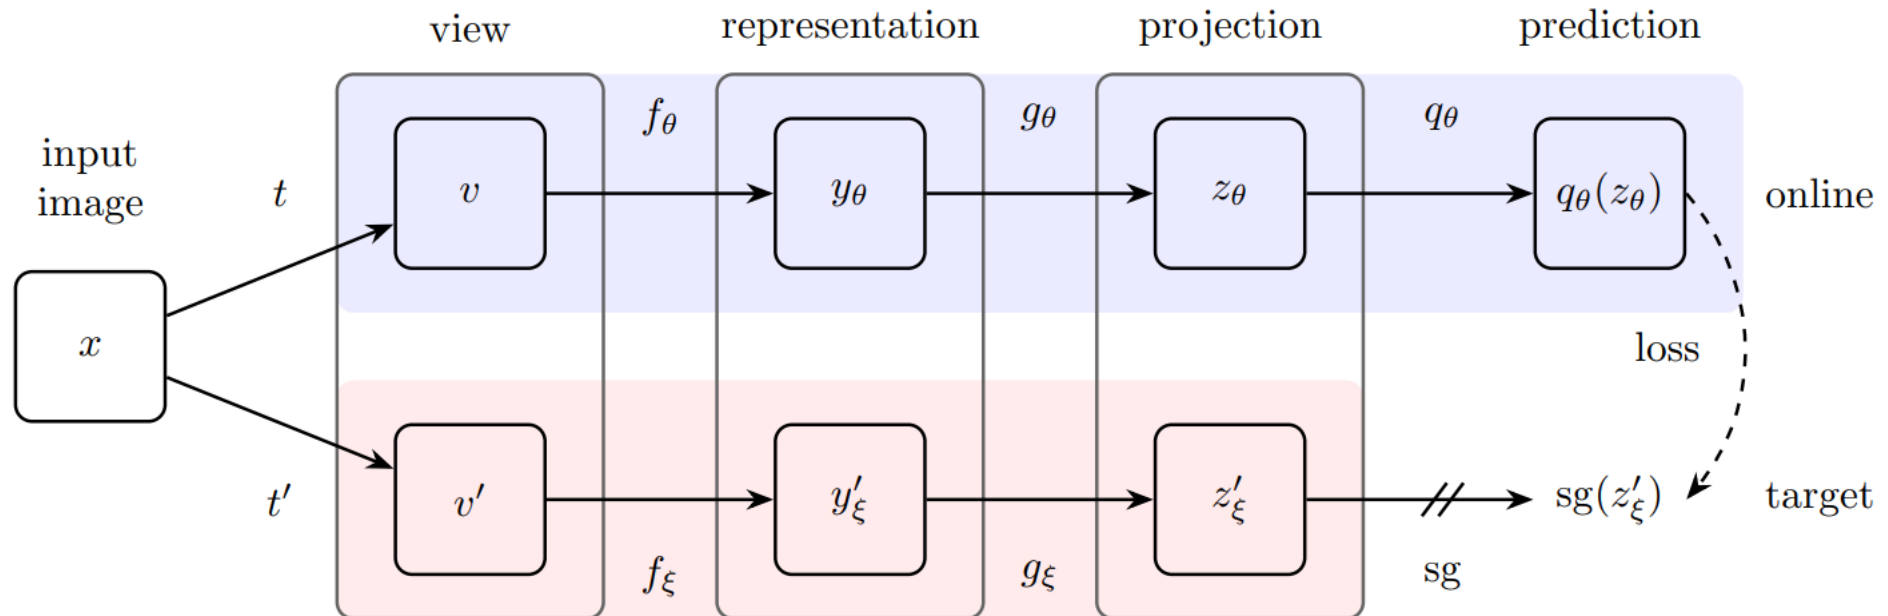 view representation projection prediction
input
image
t
f_θ g_θ q_θ
v y_θ z_θ q_θ(z_θ) online
x
loss
t′
v′ y′_ξ z′_ξ sg(z′_ξ) target
f_ξ g_ξ sg